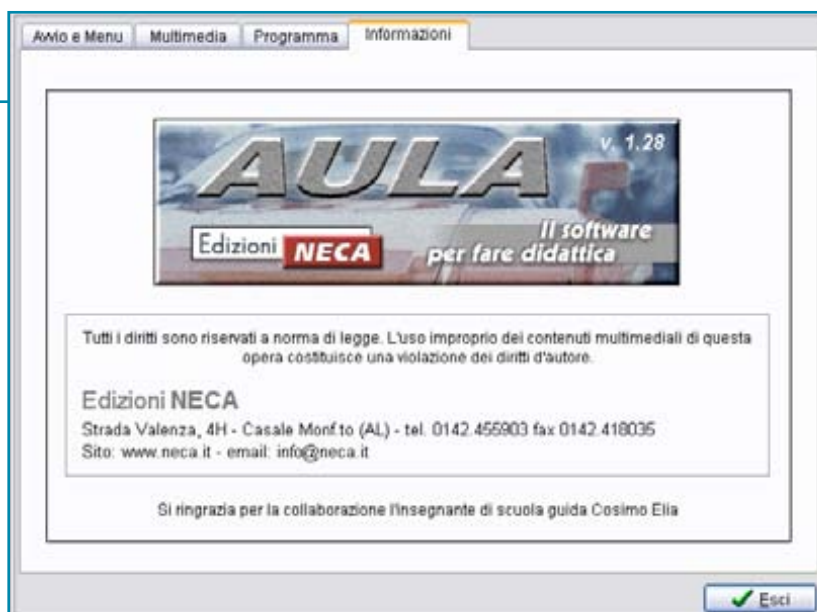 Avvio e Menu Multimedia Programma Informazioni
AULA
v. 1.28
Edizioni NECA
Il software
per fare didattica
Tutti i diritti sono riservati a norma di legge. L'uso improprio dei contenuti multimediali di questa
opera costituisce una violazione dei diritti d'autore.
Edizioni NECA
Strada Valenza, 4H - Casale Monf.to (AL) - tel. 0142.455903 fax 0142.418035
Sito: www.neca.it - email: info@neca.it
Si ringrazia per la collaborazione l'insegnante di scuola guida Cosimo Elia
Esci